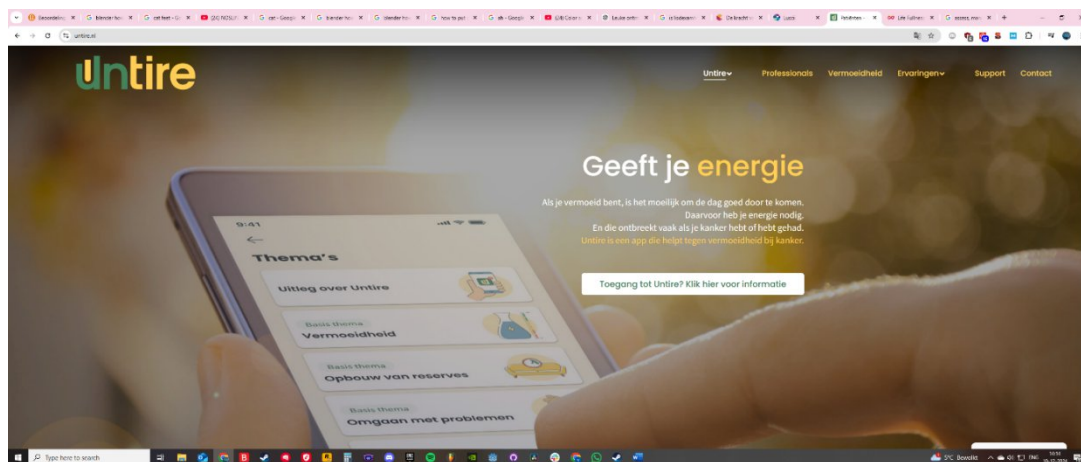 untire.nl
Untire
Untire Professionals Vermoeidheid Ervaringen Support Contact
Geeft je energie
Als je vermoeid bent, is het moeilijk om de dag goed door te komen.
Daarvoor heb je energie nodig.
En die ontbreekt vaak als je kanker hebt of hebt gehad.
Untire is een app die helpt tegen vermoeidheid bij kanker.
Toegang tot Untire? Klik hier voor informatie
9:41
Thema's
Uitleg over Untire
Basis thema
Vermoeidheid
Basis thema
Opbouw van reserves
Basis thema
Omgaan met problemen
Type here to search
5°C Bewolkt
ENG